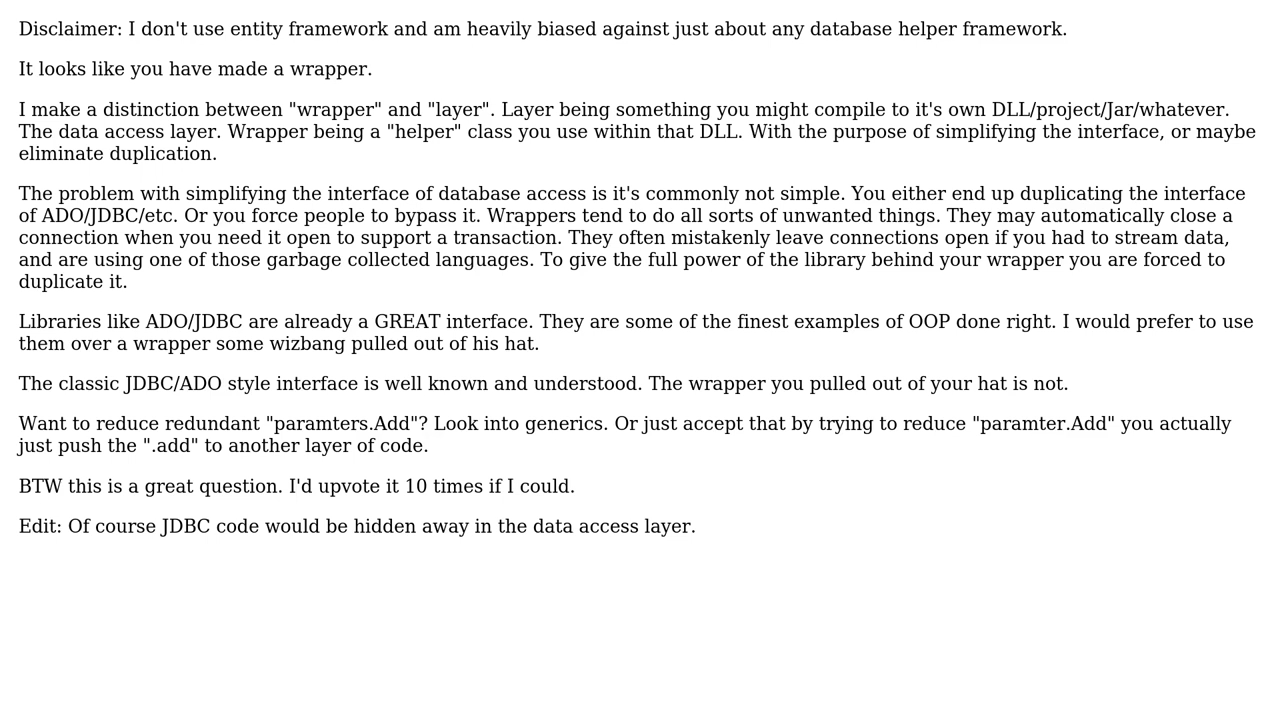 Disclaimer: I don't use entity framework and am heavily biased against just about any database helper framework.
It looks like you have made a wrapper.
I make a distinction between "wrapper" and "layer". Layer being something you might compile to it's own DLL/project/Jar/whatever.
The data access layer. Wrapper being a "helper" class you use within that DLL. With the purpose of simplifying the interface, or maybe
eliminate duplication.
The problem with simplifying the interface of database access is it's commonly not simple. You either end up duplicating the interface
of ADO/JDBC/etc. Or you force people to bypass it. Wrappers tend to do all sorts of unwanted things. They may automatically close a
connection when you need it open to support a transaction. They often mistakenly leave connections open if you had to stream data,
and are using one of those garbage collected languages. To give the full power of the library behind your wrapper you are forced to
duplicate it.
Libraries like ADO/JDBC are already a GREAT interface. They are some of the finest examples of OOP done right. I would prefer to use
them over a wrapper some wizbang pulled out of his hat.
The classic JDBC/ADO style interface is well known and understood. The wrapper you pulled out of your hat is not.
Want to reduce redundant "paramters.Add"? Look into generics. Or just accept that by trying to reduce "paramter.Add" you actually
just push the ".add" to another layer of code.
BTW this is a great question. I'd upvote it 10 times if I could.
Edit: Of course JDBC code would be hidden away in the data access layer.